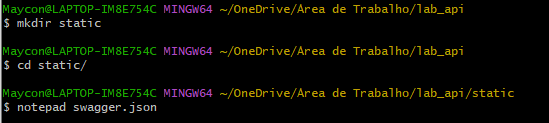 Maycon@LAPTOP-IM8E754C MINGW64 ~/OneDrive/Área de Trabalho/lab_api
$ mkdir static
Maycon@LAPTOP-IM8E754C MINGW64 ~/OneDrive/Área de Trabalho/lab_api
$ cd static/
Maycon@LAPTOP-IM8E754C MINGW64 ~/OneDrive/Área de Trabalho/lab_api/static
$ notepad swagger.json